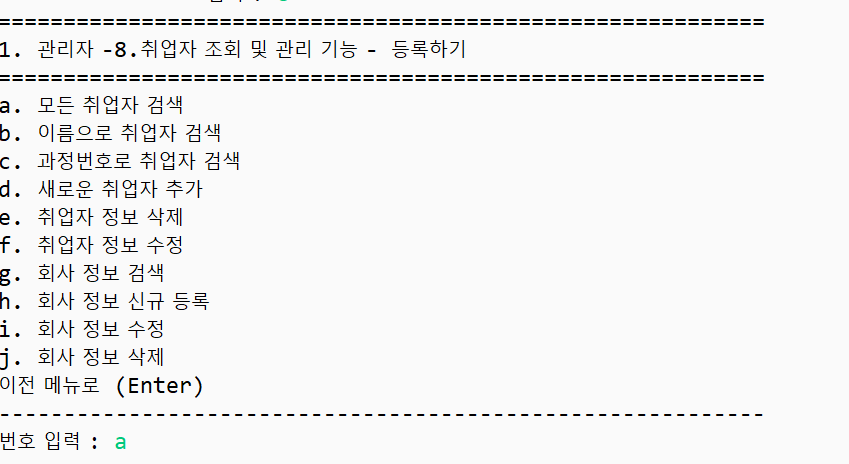 ============================================================
1. 관리자 -8.취업자 조회 및 관리 기능 - 등록하기
============================================================
a. 모든 취업자 검색
b. 이름으로 취업자 검색
c. 과정번호로 취업자 검색
d. 새로운 취업자 추가
e. 취업자 정보 삭제
f. 취업자 정보 수정
g. 회사 정보 검색
h. 회사 정보 신규 등록
i. 회사 정보 수정
j. 회사 정보 삭제
이전 메뉴로 (Enter)
------------------------------------------------------------
번호 입력 : a